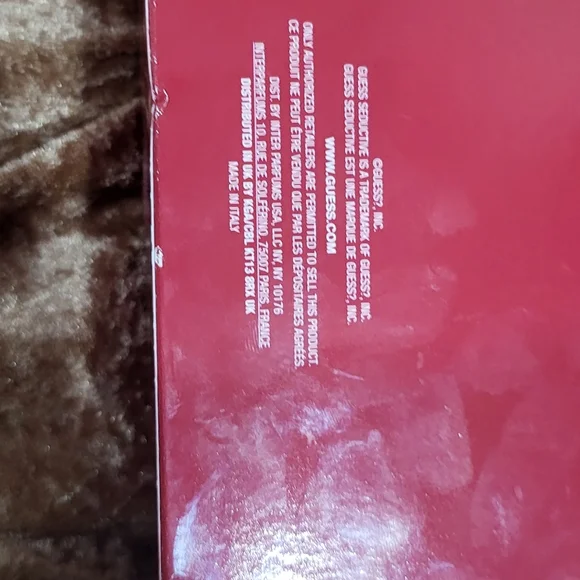 ©GUESS?, INC.
GUESS SEDUCTIVE IS A TRADEMARK OF GUESS?, INC.
GUESS SEDUCTIVE EST UNE MARQUE DE GUESS?, INC.
WWW.GUESS.COM
ONLY AUTHORIZED RETAILERS ARE PERMITTED TO SELL THIS PRODUCT.
CE PRODUIT NE PEUT ÊTRE VENDU QUE PAR LES DÉPOSITAIRES AGRÉÉS
DIST. BY INTER PARFUMS USA, LLC NY, NY 10176
INTERPARFUMS 10, RUE DE SOLFERINO, 75007 PARIS, FRANCE
DISTRIBUTED IN UK BY KGA/CBL KT13 8RX UK
MADE IN ITALY